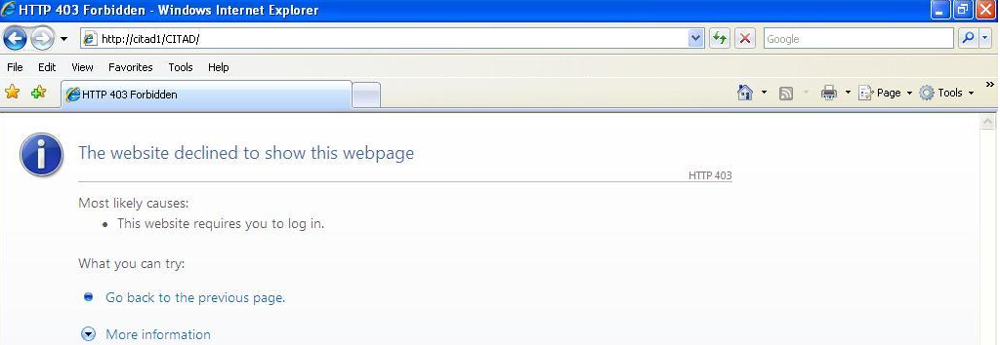 HTTP 403 Forbidden - Windows Internet Explorer
http://citad1/CITAD/
Google
File Edit View Favorites Tools Help
HTTP 403 Forbidden
Page Tools »
The website declined to show this webpage
HTTP 403
Most likely causes:
• This website requires you to log in.
What you can try:
Go back to the previous page.
More information